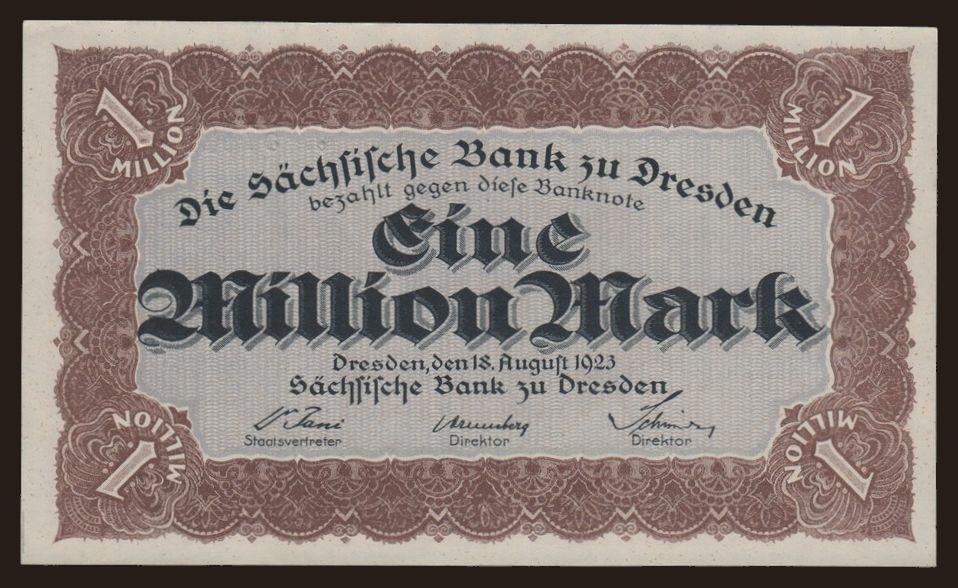 1 MILLION
1 MILLION
Die Sächsische Bank zu Dresden
bezahlt gegen diese Banknote
Eine
Million Mark
Dresden, den 18. August 1923
Sächsische Bank zu Dresden
Staatsvertreter
Direktor
Direktor
1 MILLION
1 MILLION